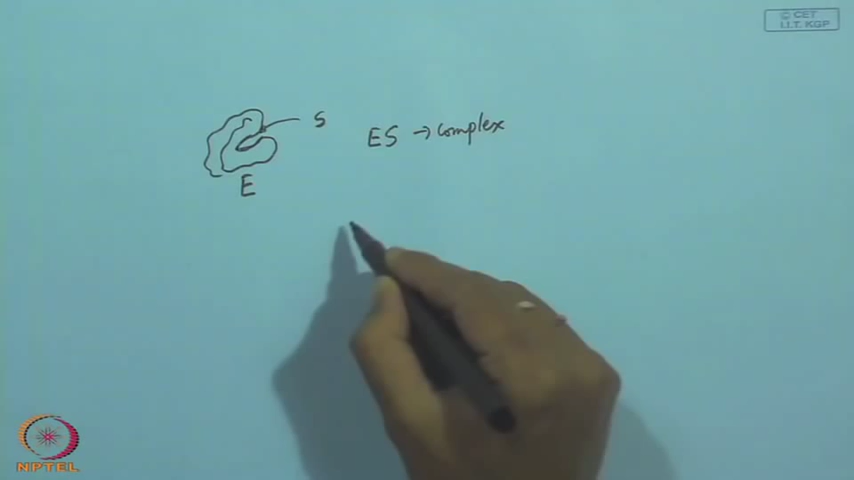 © CET
I.I.T. KGP
S
ES → complex
E
NPTEL